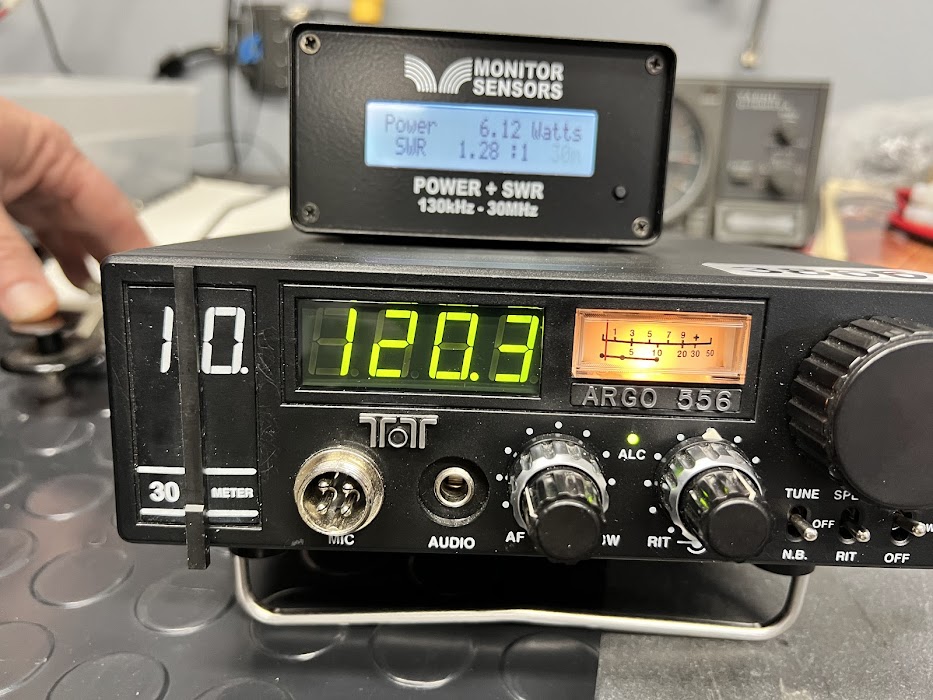 MONITOR
SENSORS
Power 6.12 Watts
SWR 1.28 :1 30m
POWER + SWR
130kHz - 30MHz
10.
120.3
1 3 5 7 9 +
5 10 20 30 50
ARGO 556
ALC
30 METER
MIC
AUDIO
AF
RIT
TUNE
OFF
N.B.
RIT
OFF